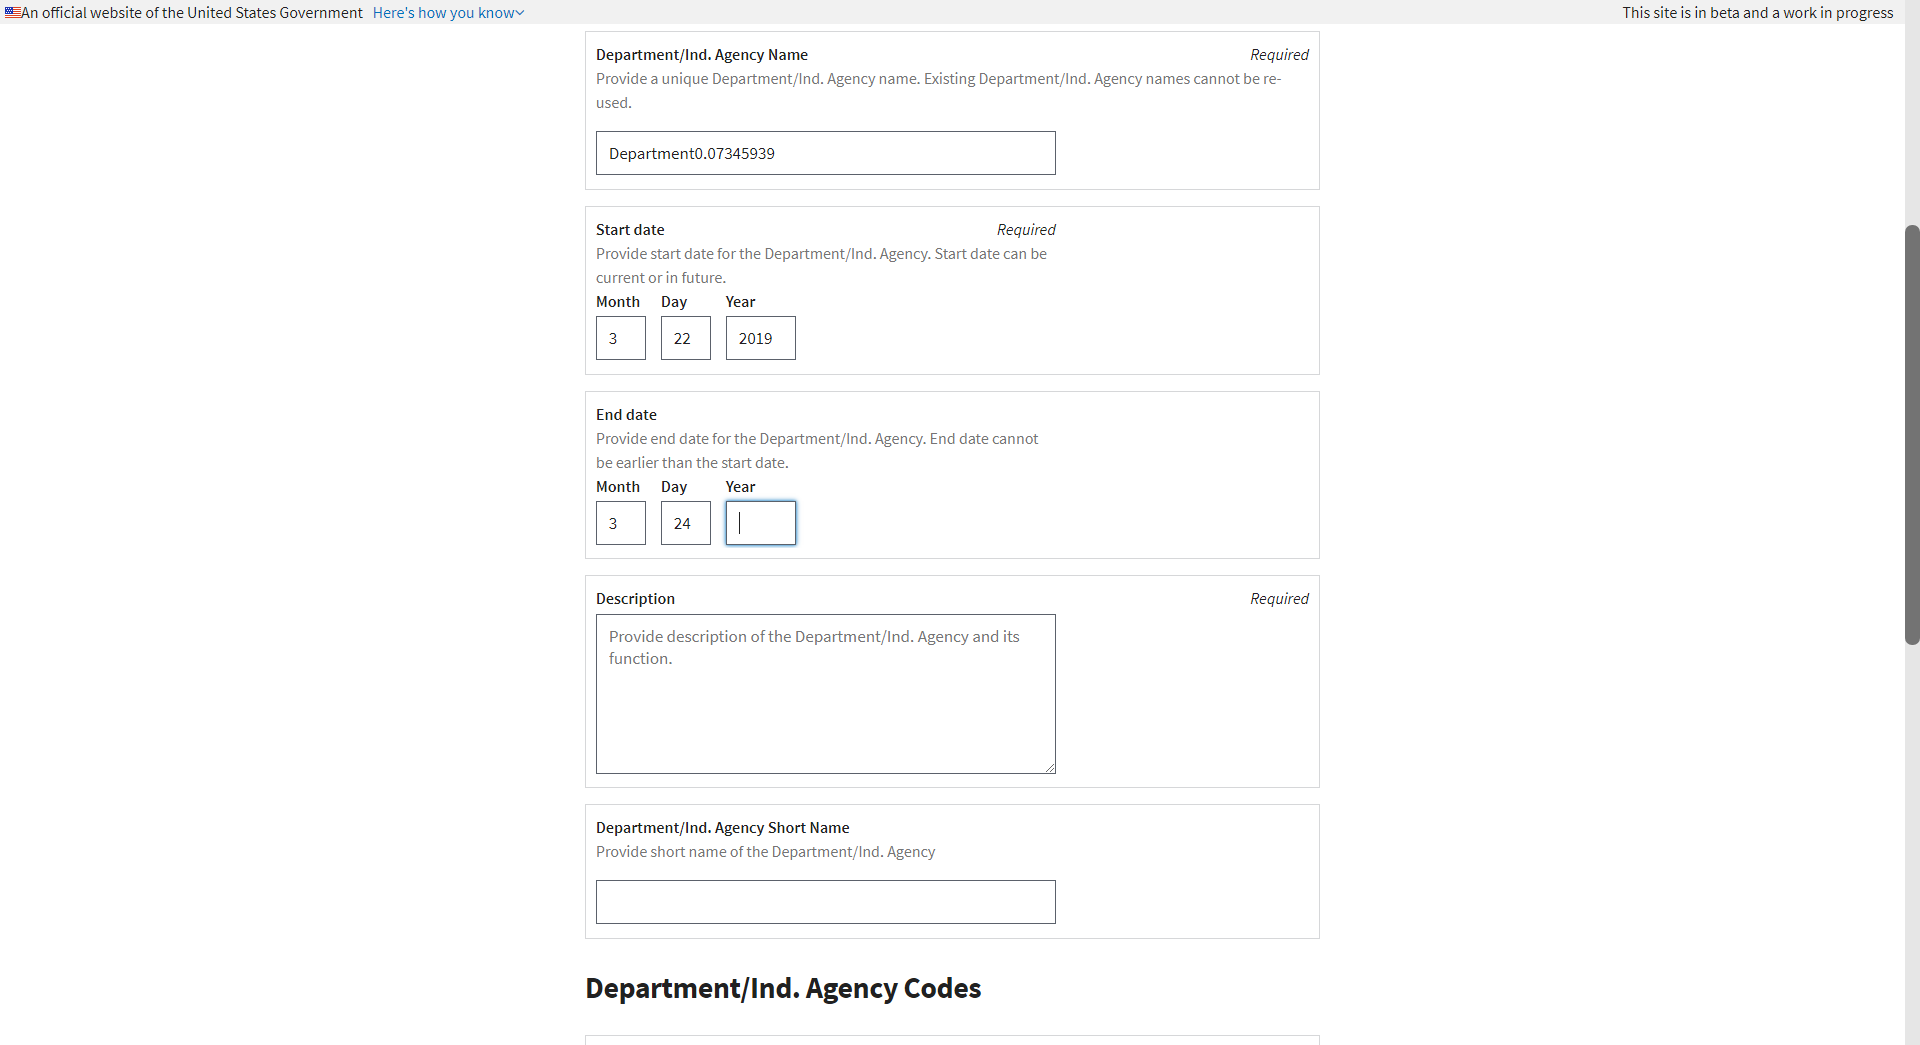 An official website of the United States Government Here's how you know
This site is in beta and a work in progress
Department/Ind. Agency Name Required
Provide a unique Department/Ind. Agency name. Existing Department/Ind. Agency names cannot be re-
used.
Department0.07345939
Start date Required
Provide start date for the Department/Ind. Agency. Start date can be
current or in future.
Month Day Year
3 22 2019
End date
Provide end date for the Department/Ind. Agency. End date cannot
be earlier than the start date.
Month Day Year
3 24
Description Required
Provide description of the Department/Ind. Agency and its
function.
Department/Ind. Agency Short Name
Provide short name of the Department/Ind. Agency
Department/Ind. Agency Codes